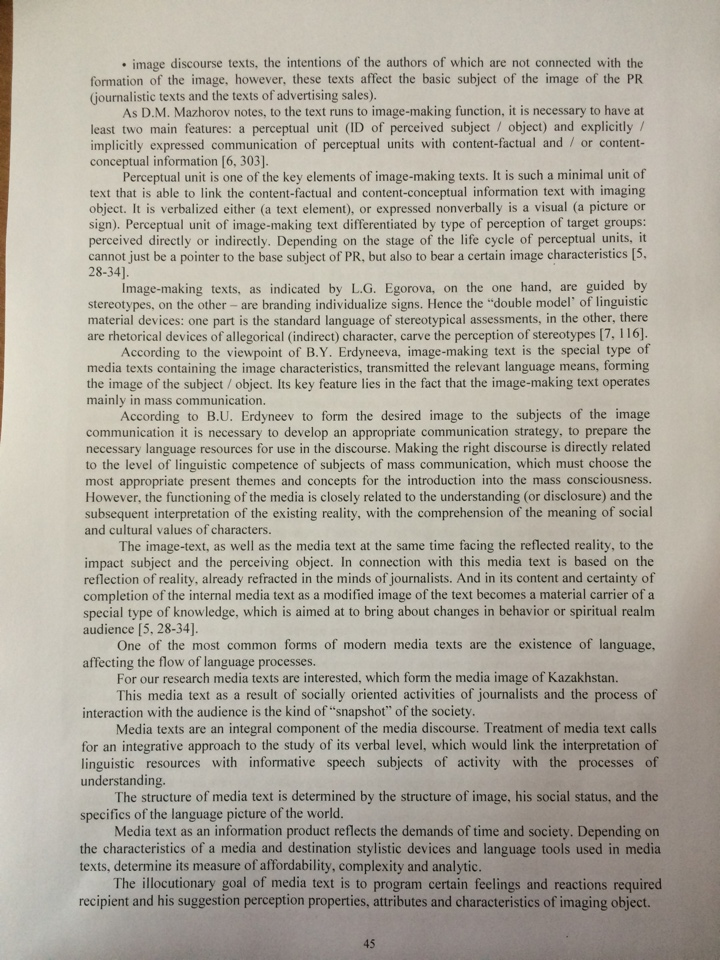 • image discourse texts, the intentions of the authors of which are not connected with the
formation of the image, however, these texts affect the basic subject of the image of the PR
(journalistic texts and the texts of advertising sales).
As D.M. Mazhorov notes, to the text runs to image-making function, it is necessary to have at
least two main features: a perceptual unit (ID of perceived subject / object) and explicitly /
implicitly expressed communication of perceptual units with content-factual and / or content-
conceptual information [6, 303].
Perceptual unit is one of the key elements of image-making texts. It is such a minimal unit of
text that is able to link the content-factual and content-conceptual information text with imaging
object. It is verbalized either (a text element), or expressed nonverbally is a visual (a picture or
sign). Perceptual unit of image-making text differentiated by type of perception of target groups:
perceived directly or indirectly. Depending on the stage of the life cycle of perceptual units, it
cannot just be a pointer to the base subject of PR, but also to bear a certain image characteristics [5,
28-34].
Image-making texts, as indicated by L.G. Egorova, on the one hand, are guided by
stereotypes, on the other – are branding individualize signs. Hence the “double model’ of linguistic
material devices: one part is the standard language of stereotypical assessments, in the other, there
are rhetorical devices of allegorical (indirect) character, carve the perception of stereotypes [7, 116].
According to the viewpoint of B.Y. Erdyneeva, image-making text is the special type of
media texts containing the image characteristics, transmitted the relevant language means, forming
the image of the subject / object. Its key feature lies in the fact that the image-making text operates
mainly in mass communication.
According to B.U. Erdyneev to form the desired image to the subjects of the image
communication it is necessary to develop an appropriate communication strategy, to prepare the
necessary language resources for use in the discourse. Making the right discourse is directly related
to the level of linguistic competence of subjects of mass communication, which must choose the
most appropriate present themes and concepts for the introduction into the mass consciousness.
However, the functioning of the media is closely related to the understanding (or disclosure) and the
subsequent interpretation of the existing reality, with the comprehension of the meaning of social
and cultural values of characters.
The image-text, as well as the media text at the same time facing the reflected reality, to the
impact subject and the perceiving object. In connection with this media text is based on the
reflection of reality, already refracted in the minds of journalists. And in its content and certainty of
completion of the internal media text as a modified image of the text becomes a material carrier of a
special type of knowledge, which is aimed at to bring about changes in behavior or spiritual realm
audience [5, 28-34].
One of the most common forms of modern media texts are the existence of language,
affecting the flow of language processes.
For our research media texts are interested, which form the media image of Kazakhstan.
This media text as a result of socially oriented activities of journalists and the process of
interaction with the audience is the kind of “snapshot” of the society.
Media texts are an integral component of the media discourse. Treatment of media text calls
for an integrative approach to the study of its verbal level, which would link the interpretation of
linguistic resources with informative speech subjects of activity with the processes of
understanding.
The structure of media text is determined by the structure of image, his social status, and the
specifics of the language picture of the world.
Media text as an information product reflects the demands of time and society. Depending on
the characteristics of a media and destination stylistic devices and language tools used in media
texts, determine its measure of affordability, complexity and analytic.
The illocutionary goal of media text is to program certain feelings and reactions required
recipient and his suggestion perception properties, attributes and characteristics of imaging object.
45